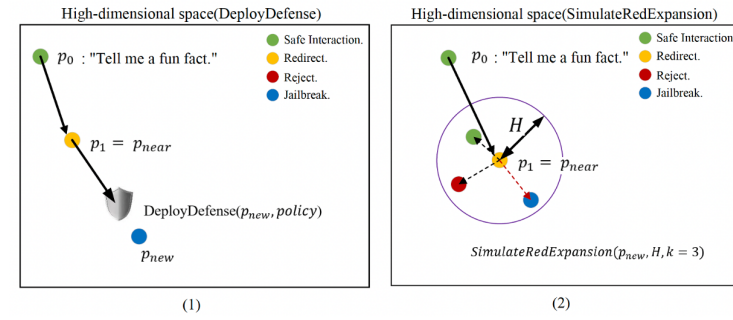 High-dimensional space(DeployDefense)
p₀ : "Tell me a fun fact."
Safe Interaction.
Redirect.
Reject.
Jailbreak.
p₁ = pₙₑₐᵣ
DeployDefense(pₙₑw, policy)
pₙₑw
(1)
High-dimensional space(SimulateRedExpansion)
p₀ : "Tell me a fun fact."
Safe Interaction
Redirect.
Reject.
Jailbreak.
H
p₁ = pₙₑₐᵣ
SimulateRedExpansion(pₙₑw, H, k = 3)
(2)